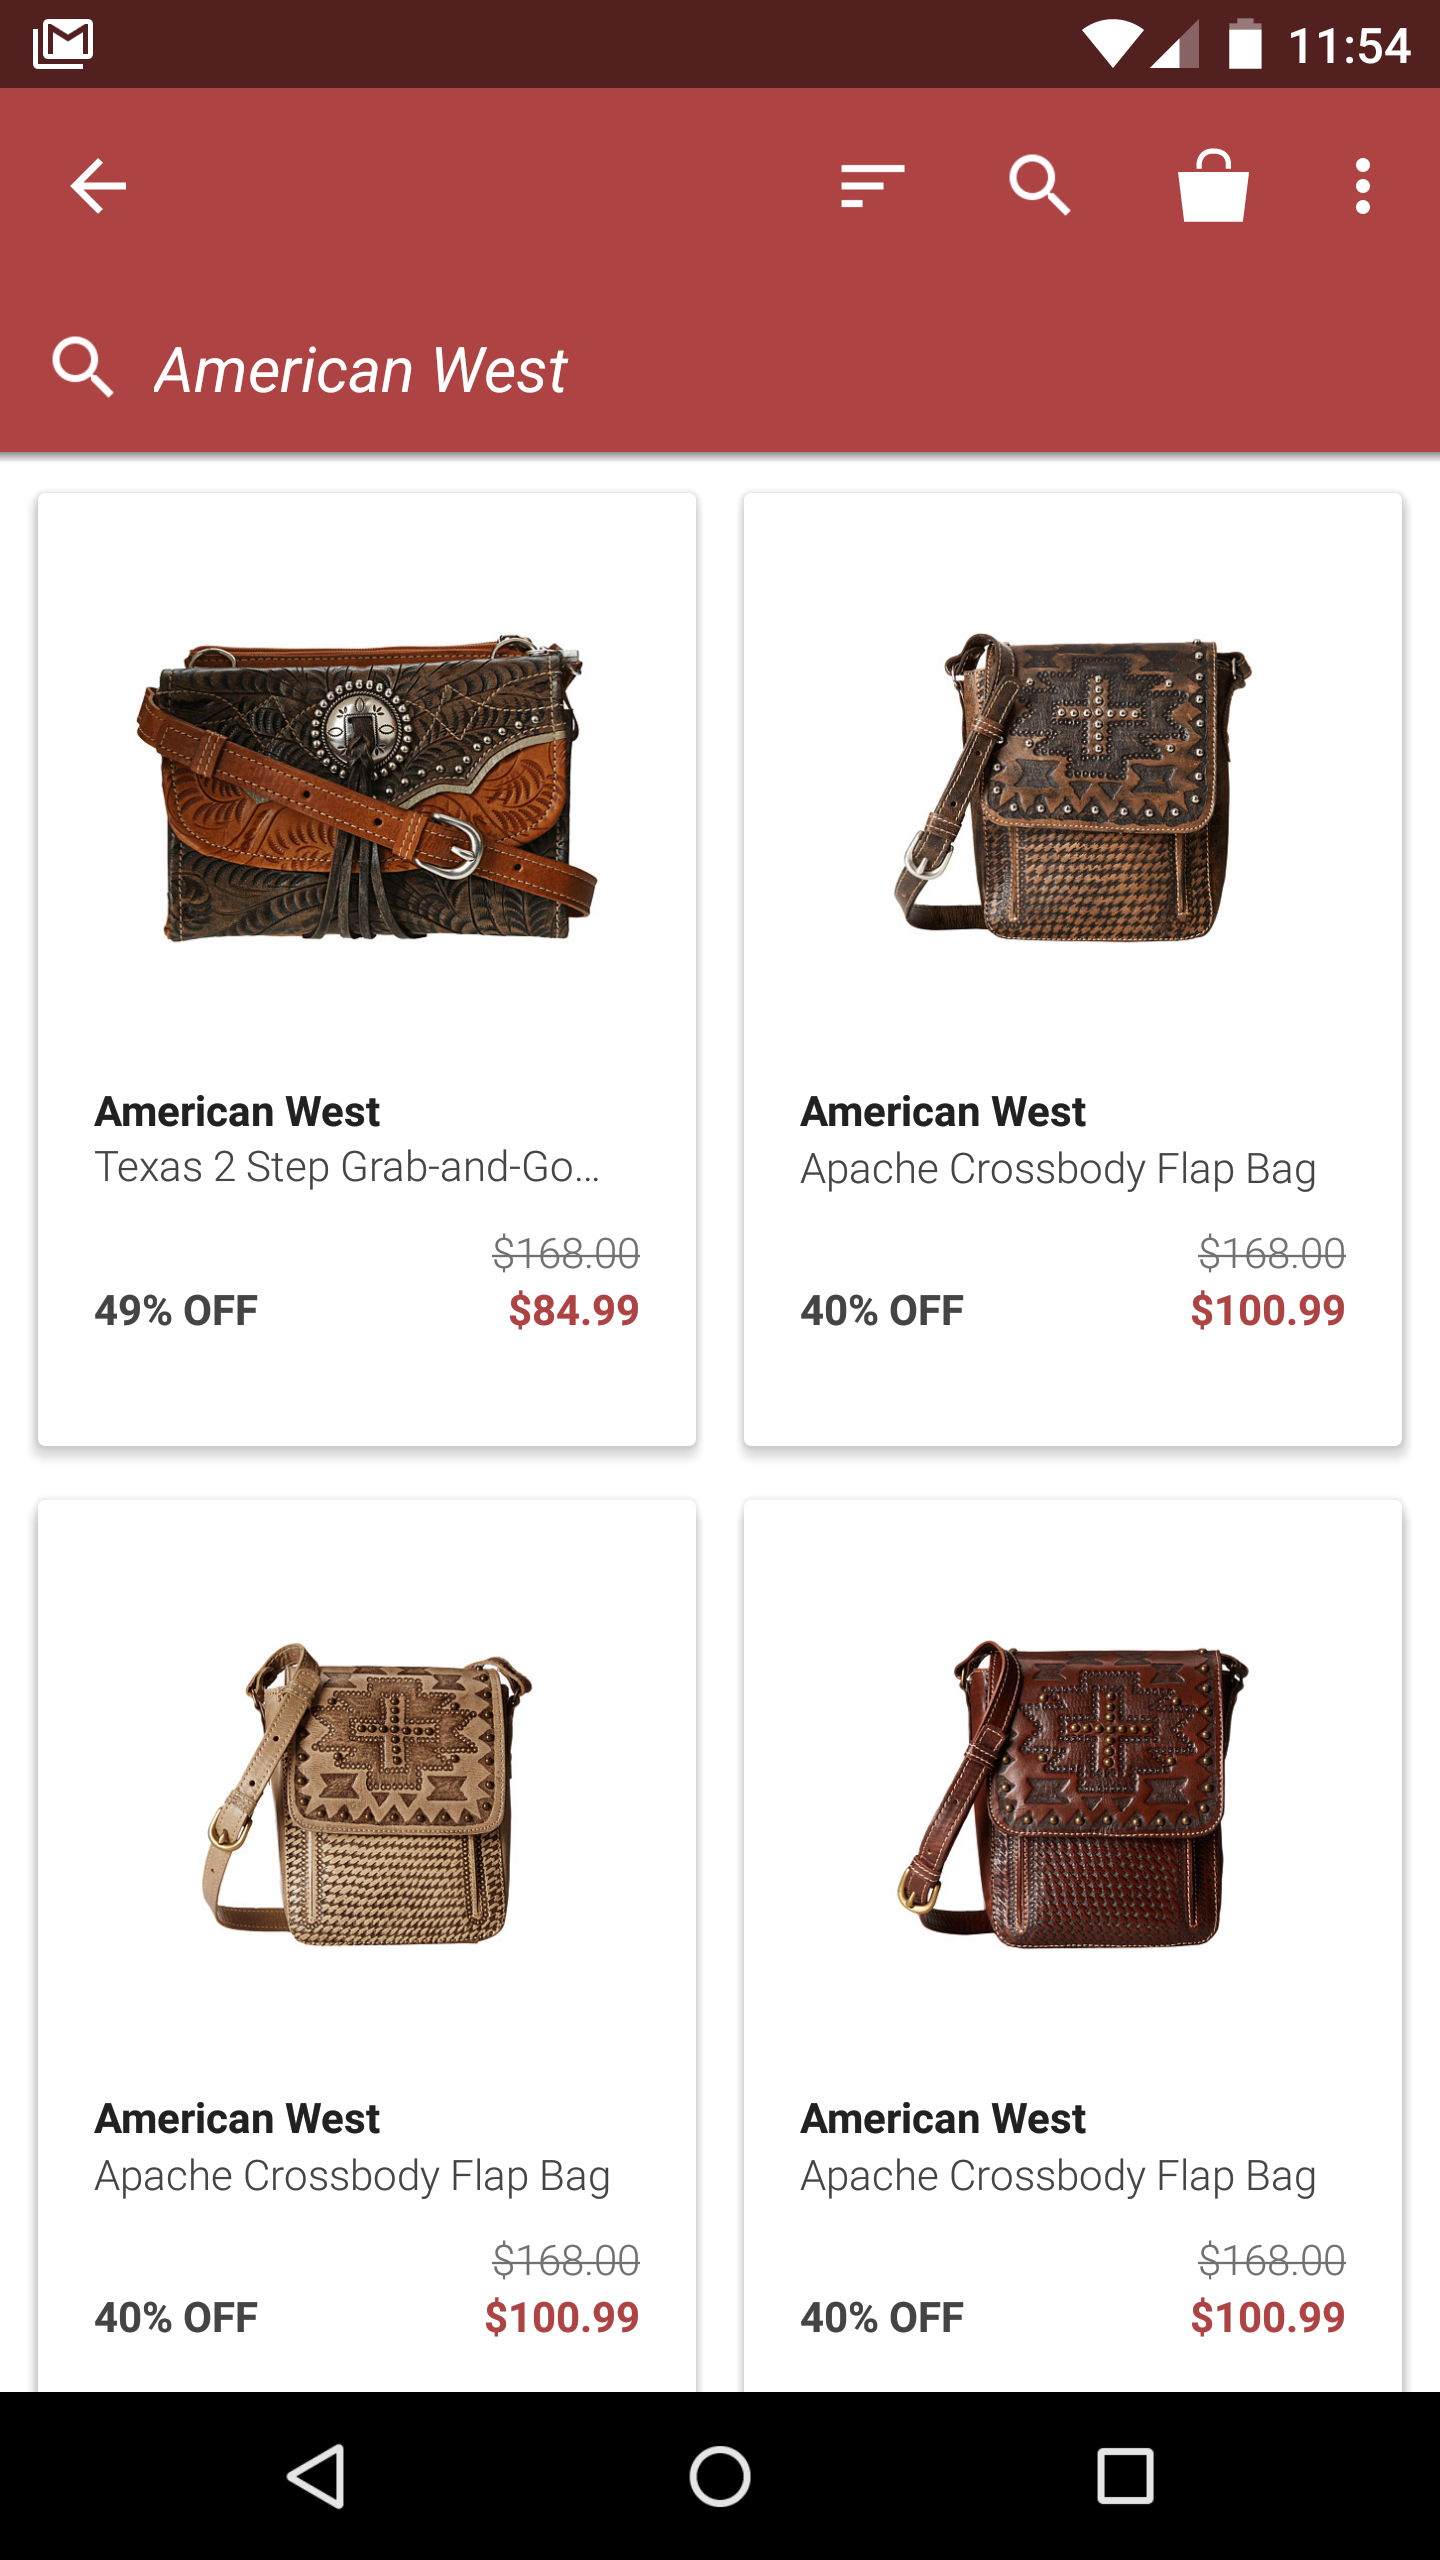 11:54
American West
American West
Texas 2 Step Grab-and-Go...
$168.00
49% OFF $84.99
American West
Apache Crossbody Flap Bag
$168.00
40% OFF $100.99
American West
Apache Crossbody Flap Bag
$168.00
40% OFF $100.99
American West
Apache Crossbody Flap Bag
$168.00
40% OFF $100.99